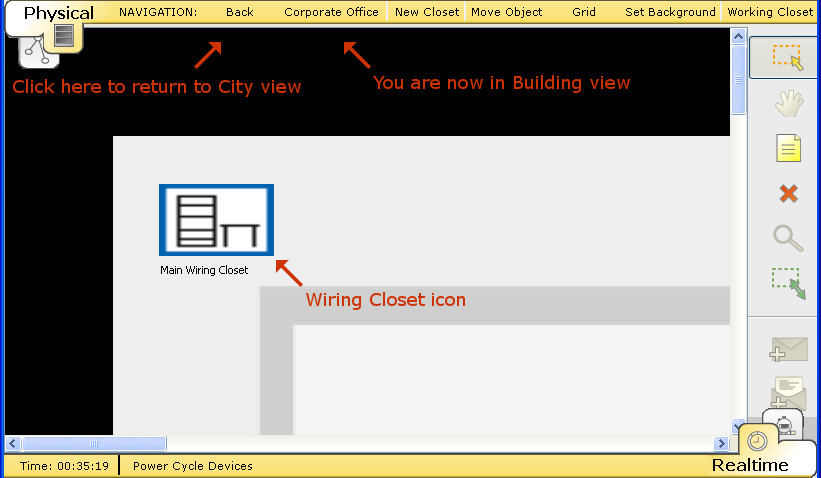 Physical NAVIGATION: Back Corporate Office New Closet Move Object Grid Set Background Working Closet
Click here to return to City view
You are now in Building view
Main Wiring Closet
Wiring Closet icon
Time: 00:35:19 Power Cycle Devices
Realtime